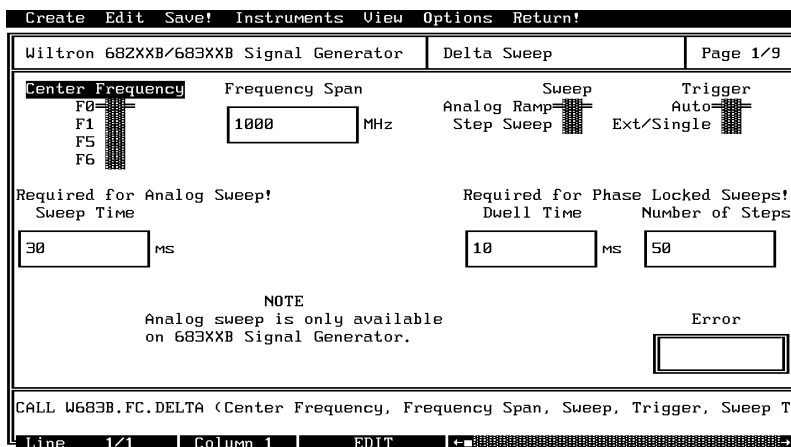 Create Edit Save! Instruments View Options Return!
Wiltron 682XXB/683XXB Signal Generator Delta Sweep Page 1/9
Center Frequency Frequency Span Sweep Trigger
F0 Analog Ramp Auto
F1 1000 MHz Step Sweep Ext/Single
F5
F6
Required for Analog Sweep! Required for Phase Locked Sweeps!
Sweep Time Dwell Time Number of Steps
30 ms 10 ms 50
NOTE
Analog sweep is only available Error
on 683XXB Signal Generator.
CALL W683B.FC.DELTA (Center Frequency, Frequency Span, Sweep, Trigger, Sweep T
Line 1/1 Column 1 EDIT